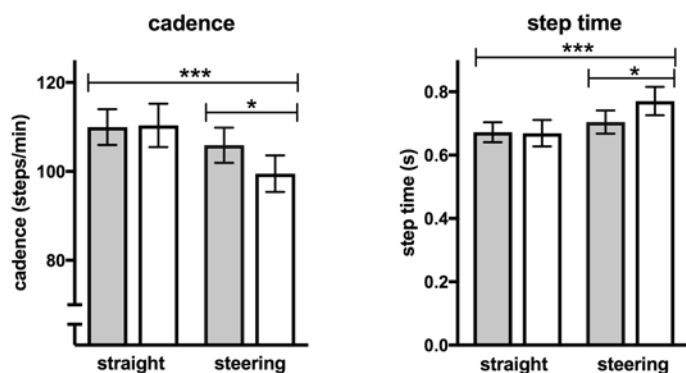 cadence
***
*
120
100
80
cadence (steps/min)
straight steering
step time
***
*
0.8
0.6
0.4
0.2
0.0
step time (s)
straight steering